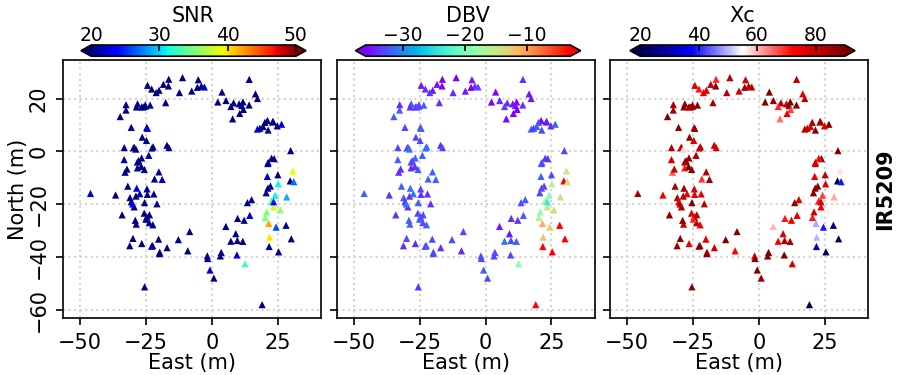 SNR DBV Xc
20 30 40 50 −30 −20 −10 20 40 60 80
20
0
−20
−40
−60
North (m)
−50 −25 0 25 −50 −25 0 25 −50 −25 0 25
East (m) East (m) East (m)
IR5209